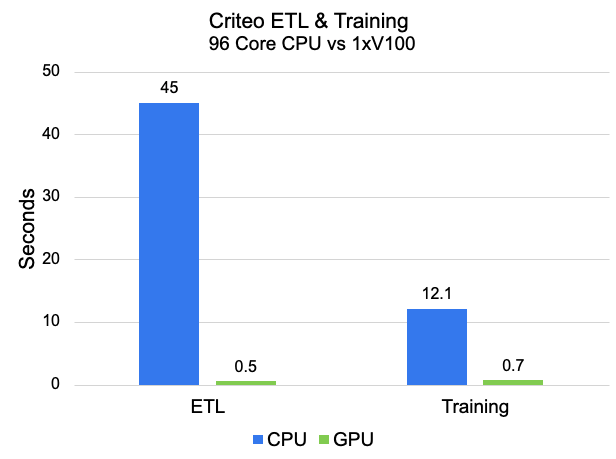 Criteo ETL & Training
96 Core CPU vs 1xV100
Seconds
50
40
30
20
10
0
45
0.5
12.1
0.7
ETL
Training
CPU
GPU